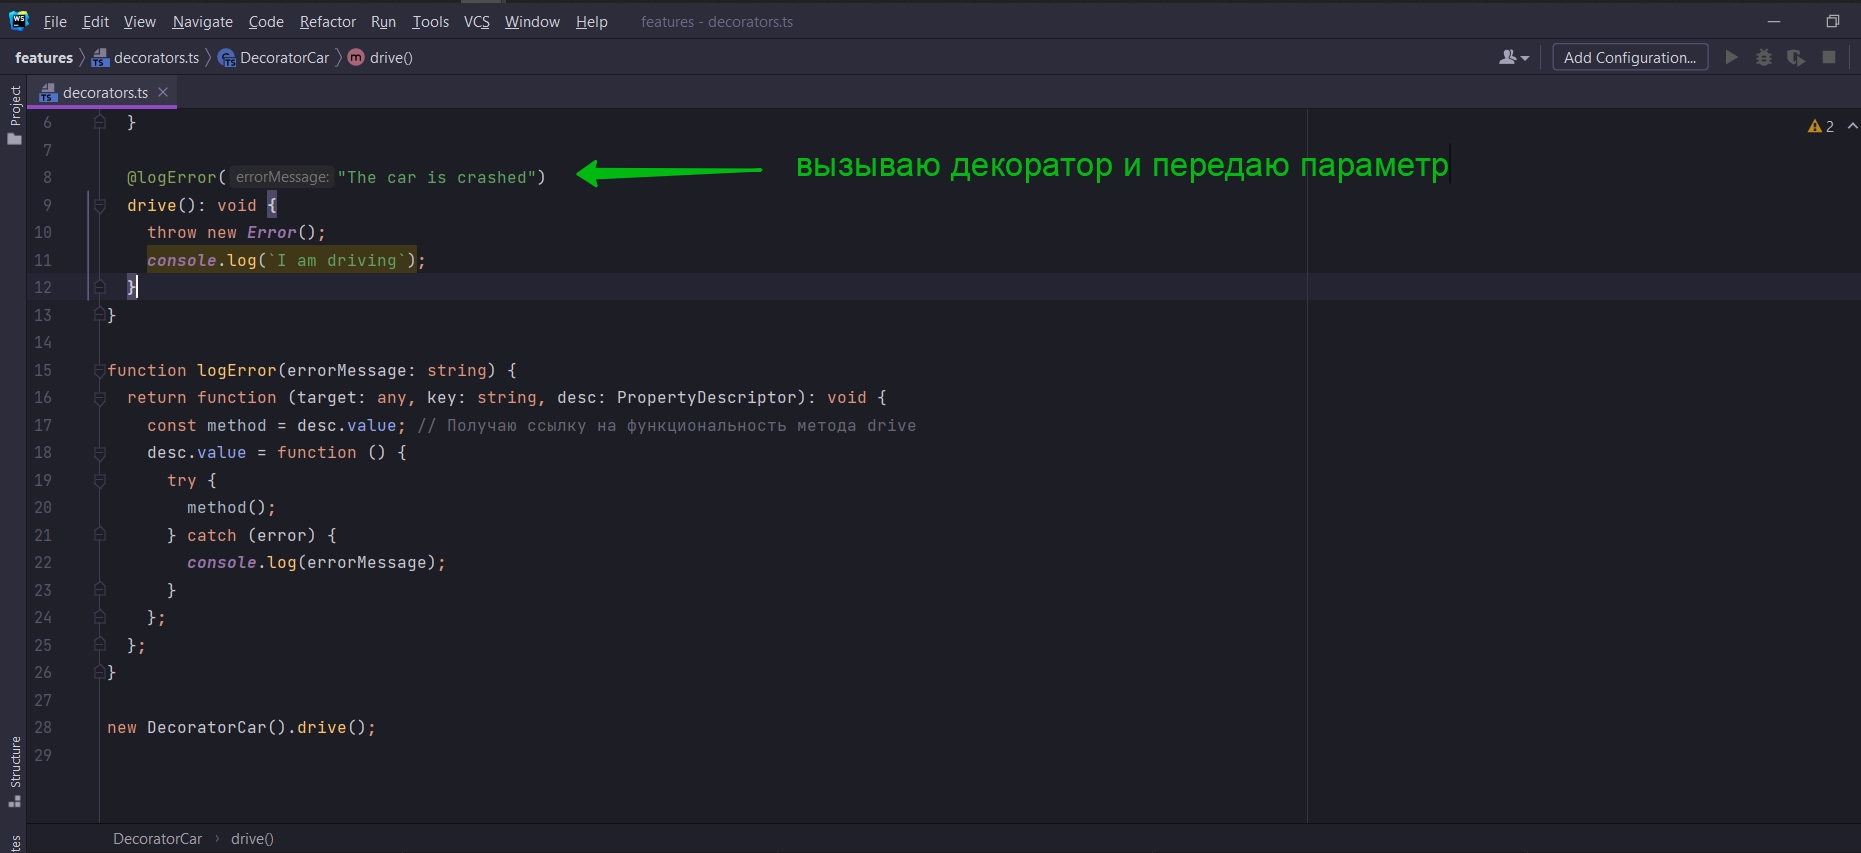 File Edit View Navigate Code Refactor Run Tools VCS Window Help features - decorators.ts
features decorators.ts DecoratorCar drive() Add Configuration...
decorators.ts
Project
6 }
7
8 @logError( errorMessage: "The car is crashed")
вызываю декоратор и передаю параметр
2
9 drive(): void {
10 throw new Error();
11 console.log(`I am driving`);
12 }
13 }
14
15 function logError(errorMessage: string) {
16 return function (target: any, key: string, desc: PropertyDescriptor): void {
17 const method = desc.value; // Получаю ссылку на функциональность метода drive
18 desc.value = function () {
19 try {
20 method();
21 } catch (error) {
22 console.log(errorMessage);
23 }
24 };
25 };
26 }
27
28 new DecoratorCar().drive();
29
Structure
DecoratorCar › drive()